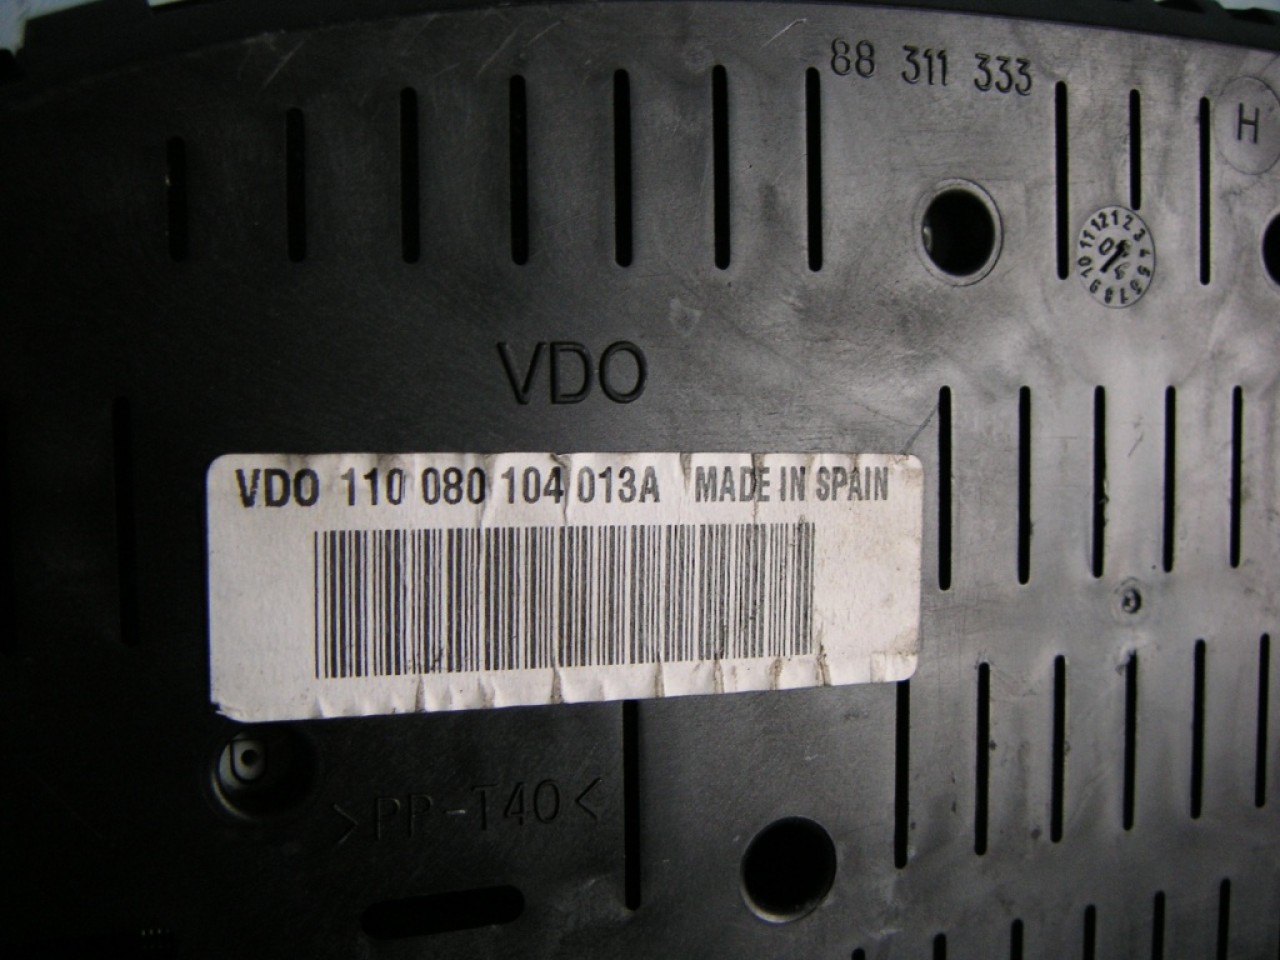 88 311 333
H
VDO
VDO 110 080 104 013A MADE IN SPAIN
>PP-T40<